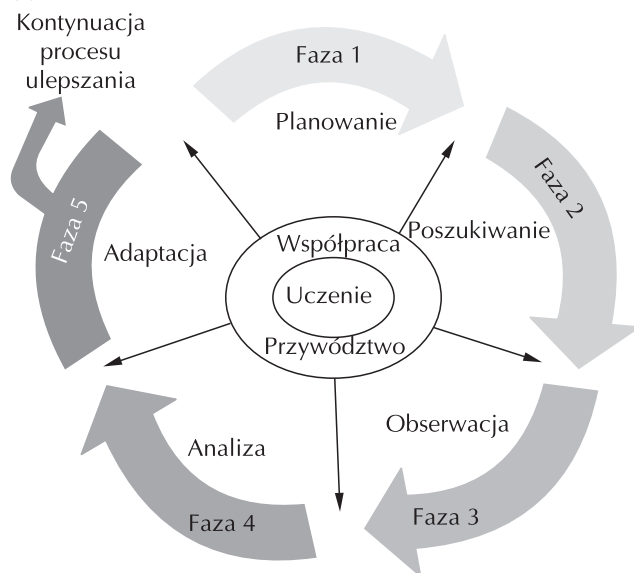 Kontynuacja
procesu
ulepszania
Faza 1
Planowanie
Faza 2
Poszukiwanie
Faza 3
Obserwacja
Faza 4
Analiza
Faza 5
Adaptacja
Współpraca
Uczenie
Przywództwo